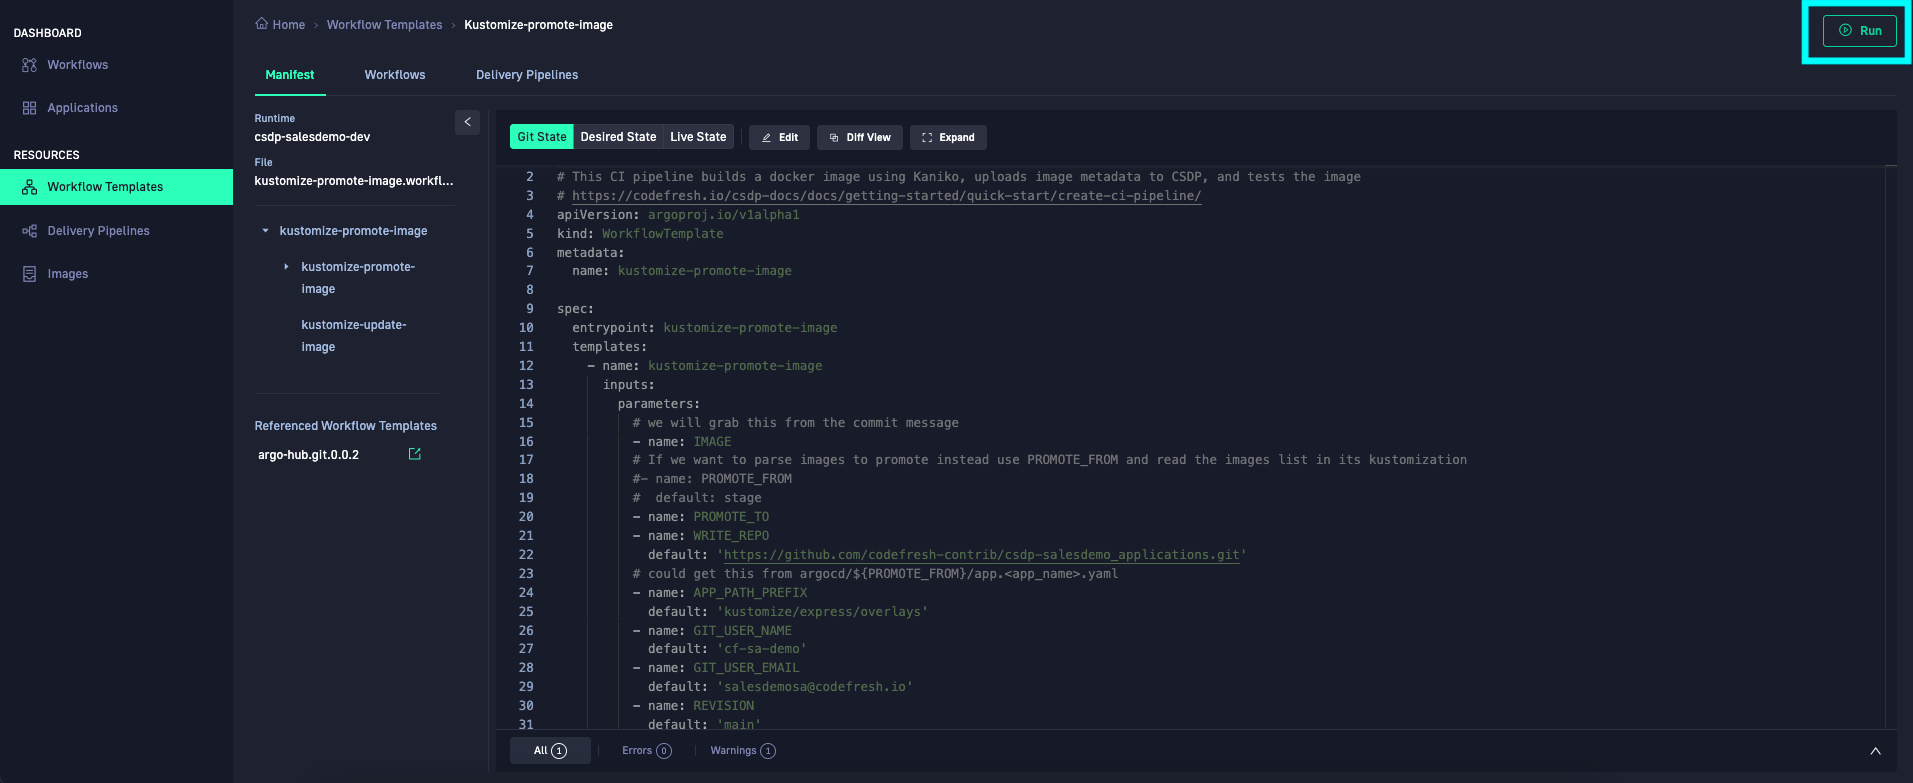 DASHBOARD
Workflows
Applications
RESOURCES
Workflow Templates
Delivery Pipelines
Images
Home › Workflow Templates › Kustomize-promote-image
Run
Manifest Workflows Delivery Pipelines
Runtime
csdp-salesdemo-dev
File
kustomize-promote-image.workfl...
kustomize-promote-image
kustomize-promote-
image
kustomize-update-
image
Referenced Workflow Templates
argo-hub.git.0.0.2
Git State Desired State Live State Edit Diff View Expand
2 # This CI pipeline builds a docker image using Kaniko, uploads image metadata to CSDP, and tests the image
3 # https://codefresh.io/csdp-docs/docs/getting-started/quick-start/create-ci-pipeline/
4 apiVersion: argoproj.io/v1alpha1
5 kind: WorkflowTemplate
6 metadata:
7 name: kustomize-promote-image
8
9 spec:
10 entrypoint: kustomize-promote-image
11 templates:
12 - name: kustomize-promote-image
13 inputs:
14 parameters:
15 # we will grab this from the commit message
16 - name: IMAGE
17 # If we want to parse images to promote instead use PROMOTE_FROM and read the images list in its kustomization
18 #- name: PROMOTE_FROM
19 #  default: stage
20 - name: PROMOTE_TO
21 - name: WRITE_REPO
22 default: 'https://github.com/codefresh-contrib/csdp-salesdemo_applications.git'
23 # could get this from argocd/${PROMOTE_FROM}/app.<app_name>.yaml
24 - name: APP_PATH_PREFIX
25 default: 'kustomize/express/overlays'
26 - name: GIT_USER_NAME
27 default: 'cf-sa-demo'
28 - name: GIT_USER_EMAIL
29 default: 'salesdemosa@codefresh.io'
30 - name: REVISION
31 default: 'main'
All 1 Errors 0 Warnings 1